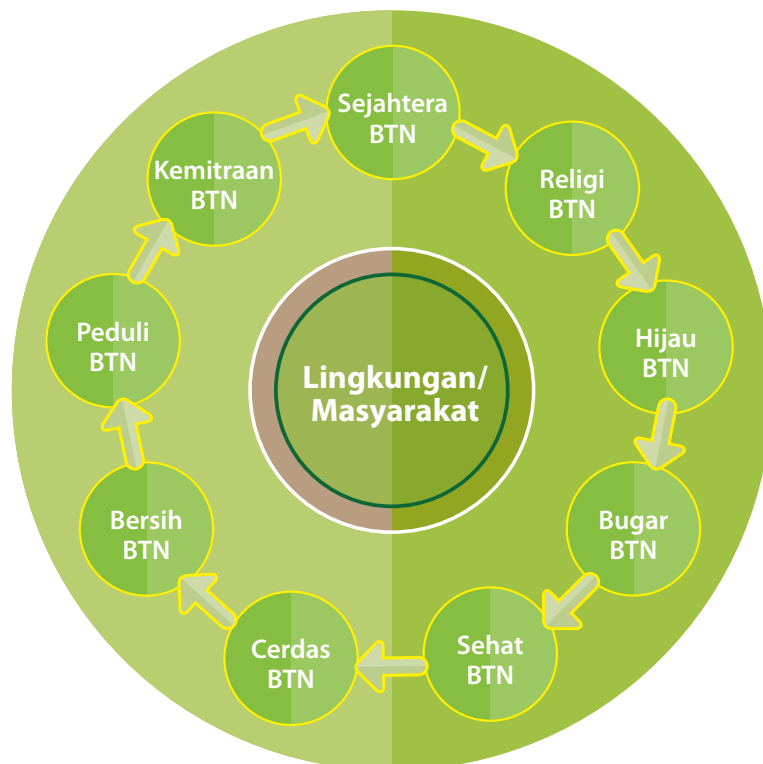 Sejahtera
BTN
Religi
BTN
Hijau
BTN
Bugar
BTN
Sehat
BTN
Cerdas
BTN
Bersih
BTN
Peduli
BTN
Kemitraan
BTN
Lingkungan/
Masyarakat